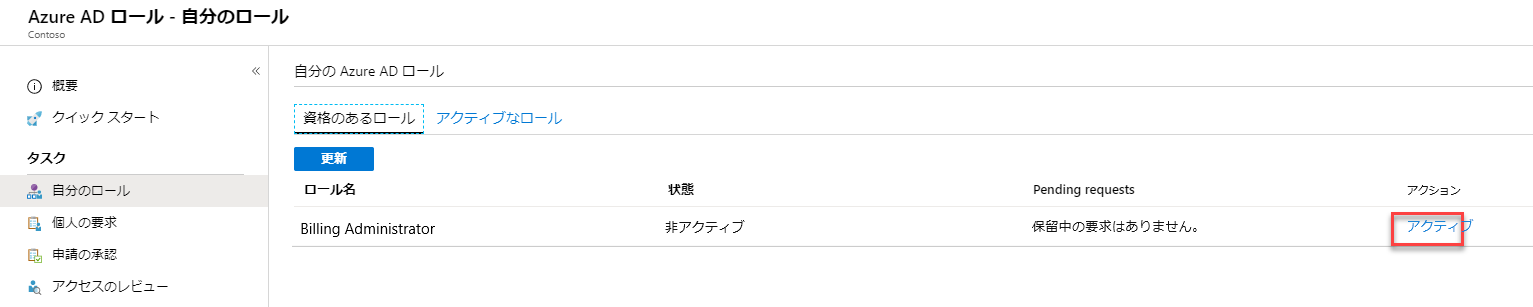 Azure AD ロール - 自分のロール
Contoso
«
概要
クイック スタート
タスク
自分のロール
個人の要求
申請の承認
アクセスのレビュー
自分の Azure AD ロール
資格のあるロール アクティブなロール
更新
ロール名 状態 Pending requests アクション
Billing Administrator 非アクティブ 保留中の要求はありません。 アクティブ